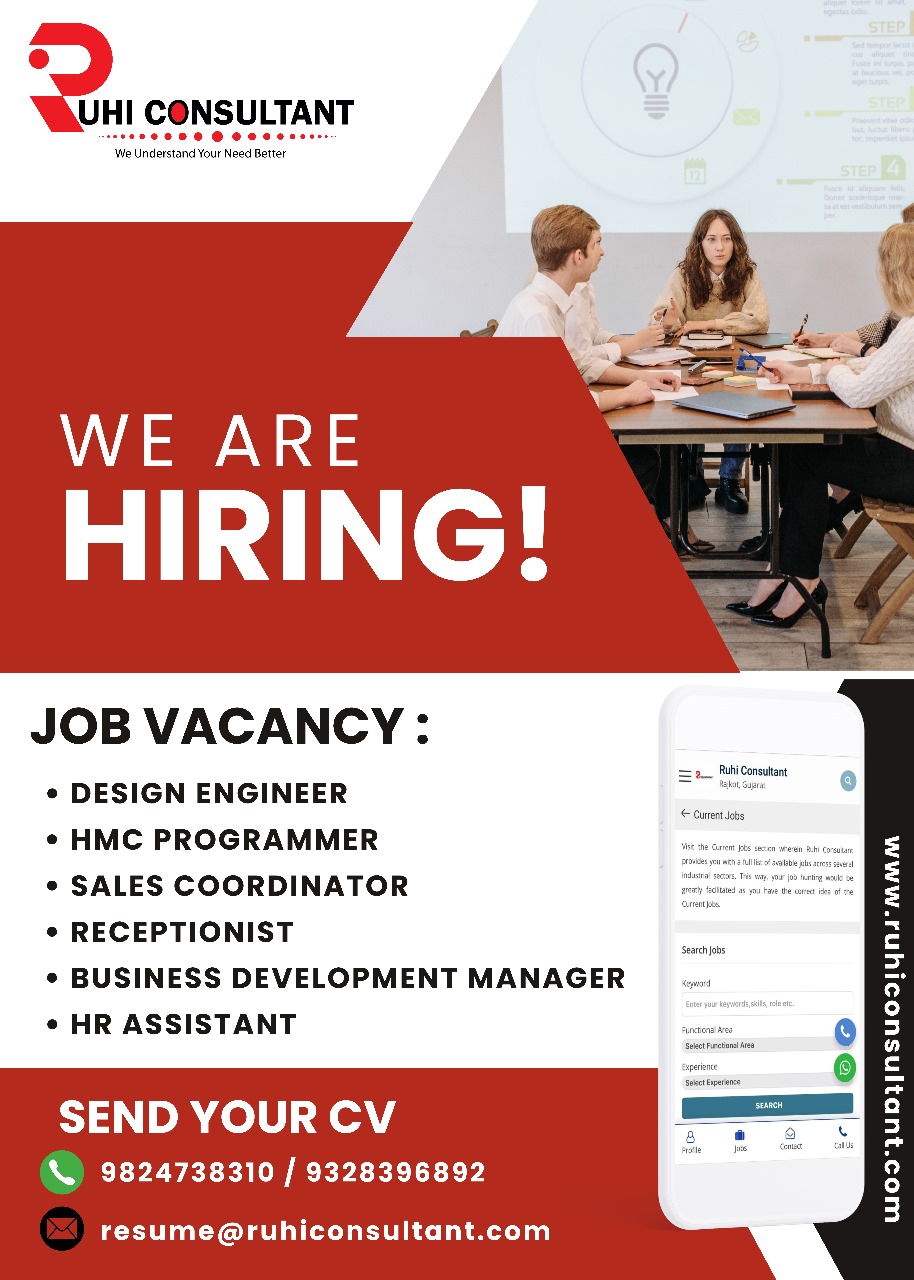 RUHI CONSULTANT
We Understand Your Need Better
STEP
STEP
STEP 4
12
WE ARE
HIRING!
JOB VACANCY :
• DESIGN ENGINEER
• HMC PROGRAMMER
• SALES COORDINATOR
• RECEPTIONIST
• BUSINESS DEVELOPMENT MANAGER
• HR ASSISTANT
SEND YOUR CV
9824738310 / 9328396892
resume@ruhiconsultant.com
Ruhi Consultant
Rajkot, Gujarat
← Current Jobs
Visit the Current Jobs section wherein Ruhi Consultant
provides you with a full list of available jobs across several
industrial sectors. This way, your job hunting would be
greatly facilitated as you have the correct idea of the
Current Jobs.
Search Jobs
Keyword
Enter your keywords,skills, role etc.
Functional Area
Select Functional Area
Experience
Select Experience
SEARCH
Profile Jobs Contact Call Us
www.ruhiconsultant.com